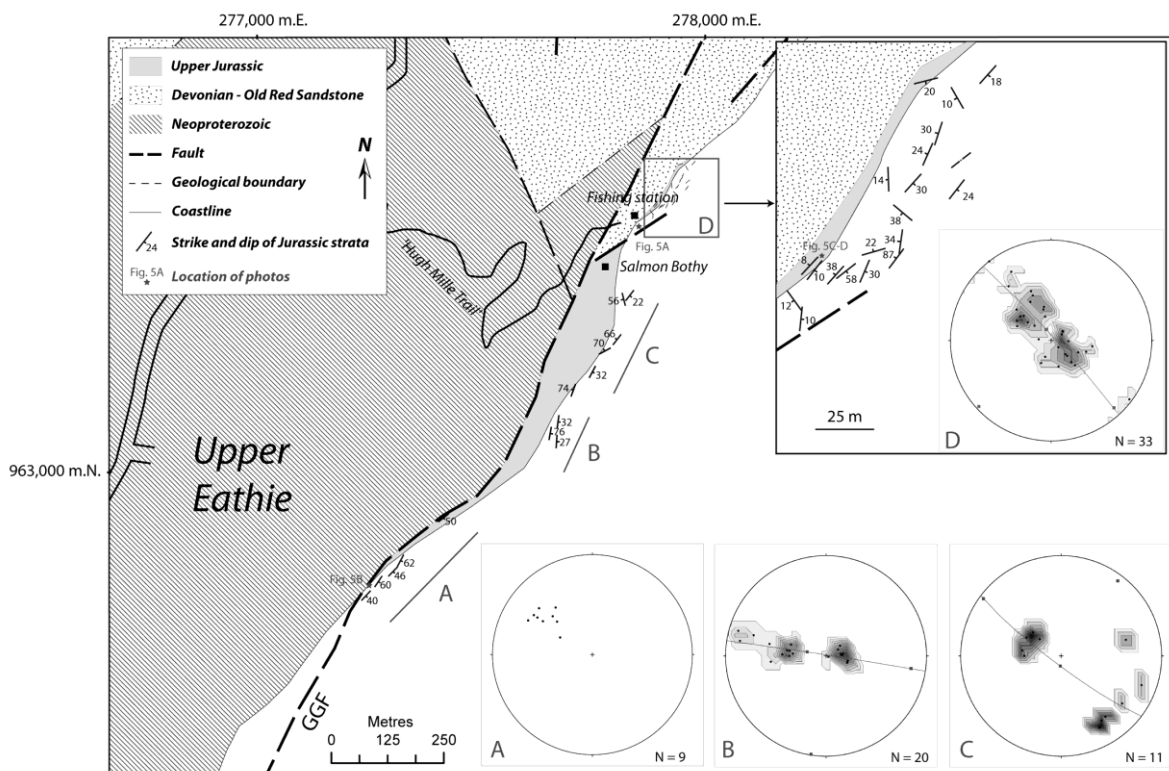 277,000 m.E.
278,000 m.E.
Upper Jurassic
Devonian - Old Red Sandstone
Neoproterozoic
Fault
N
Geological boundary
Coastline
24
Strike and dip of Jurassic strata
Fig. 5A
Location of photos
'Hugh Mille Trail'
Fishing station
D
Fig. 5A
Salmon Bothy
56
22
66
70
C
32
74
32
76
27
B
963,000 m.N.
Upper
Eathie
50
62
46
Fig. 5B
60
40
A
GGF
Metres
0 125 250
20
18
10
30
24
14
30
24
38
22
34
87
Fig. 5C-D
8
10
38
58
30
12
10
25 m
D
N = 33
A
N = 9
B
N = 20
C
N = 11